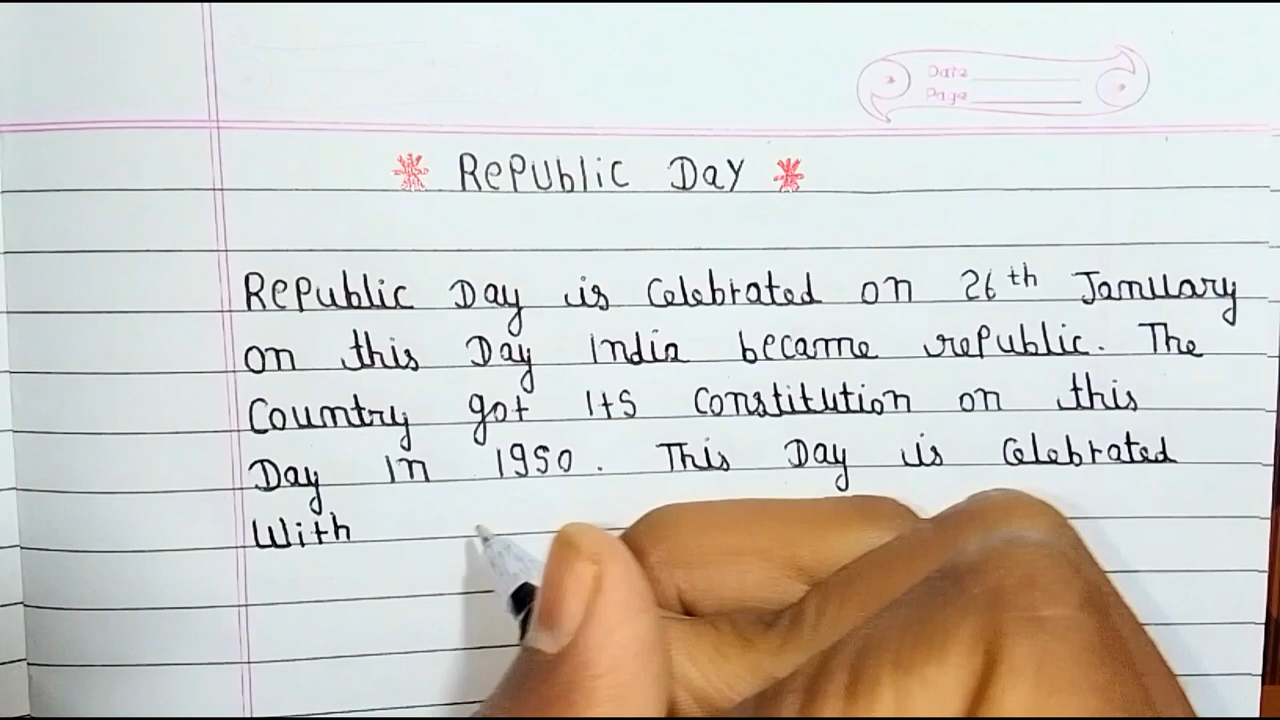 Date
Page
Republic Day
Republic Day is Celebrated on 26th January
on this Day India became republic. The
Country got Its Constitution on this
Day In 1950. This Day is Celebrated
With